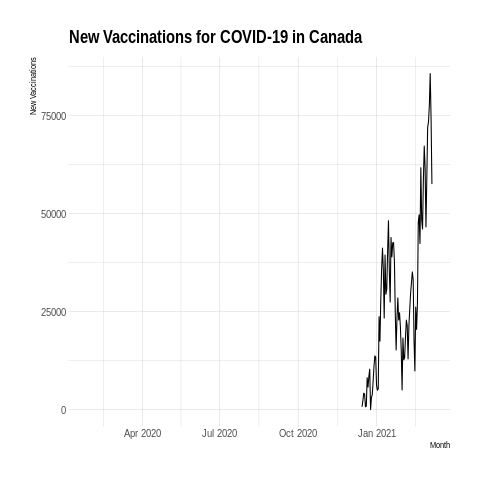 New Vaccinations for COVID-19 in Canada
New Vaccinations
75000
50000
25000
0
Apr 2020 Jul 2020 Oct 2020 Jan 2021
Month